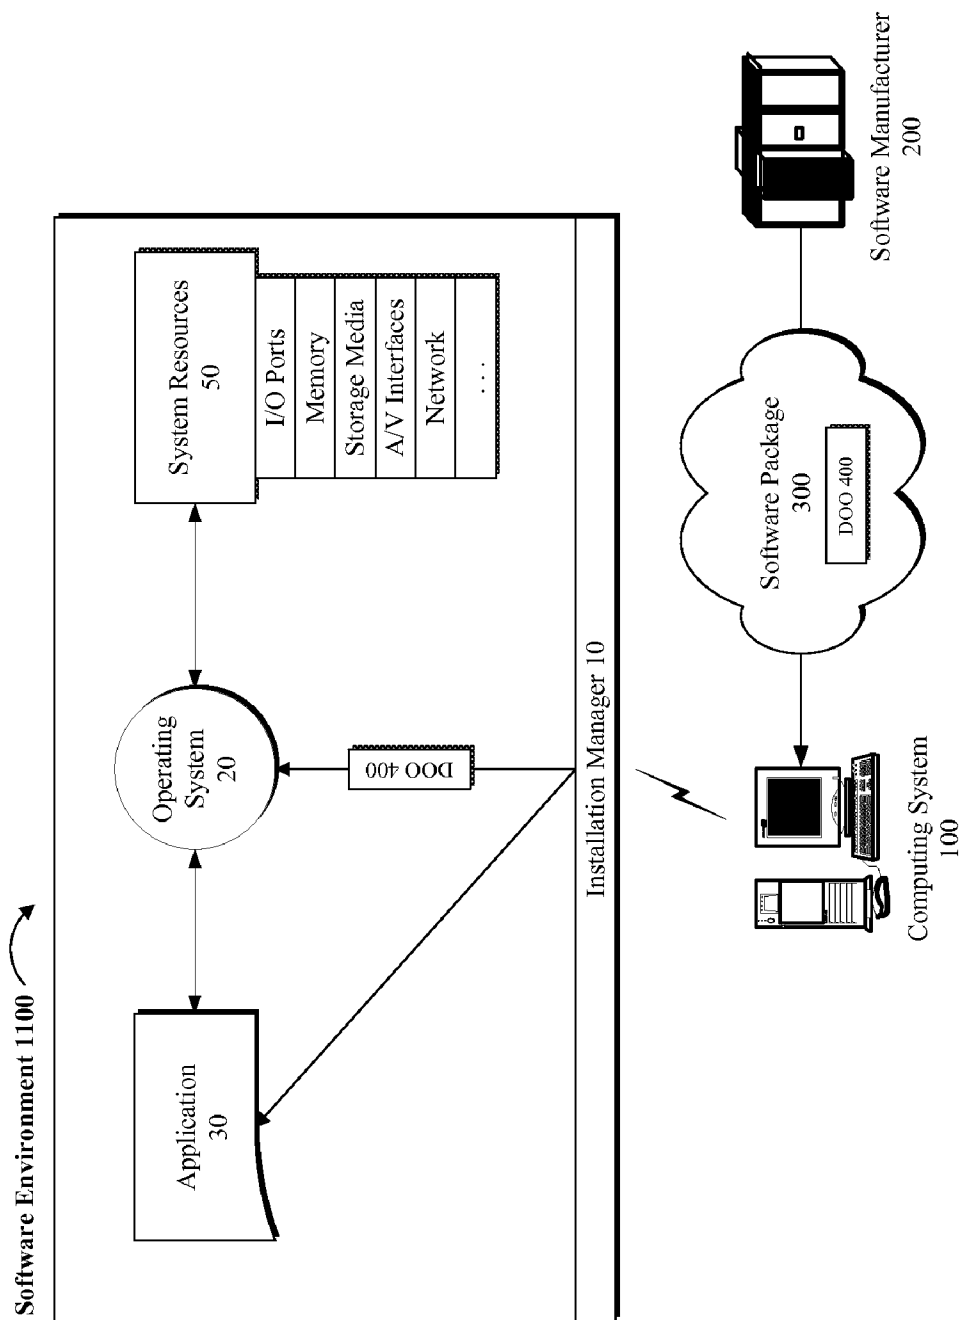 Software Environment 1100
Application
30
Operating
System
20
System Resources
50
I/O Ports
Memory
Storage Media
A/V Interfaces
Network
. . .
DOO 400
Installation Manager 10
Computing System
100
Software Package
300
DOO 400
Software Manufacturer
200